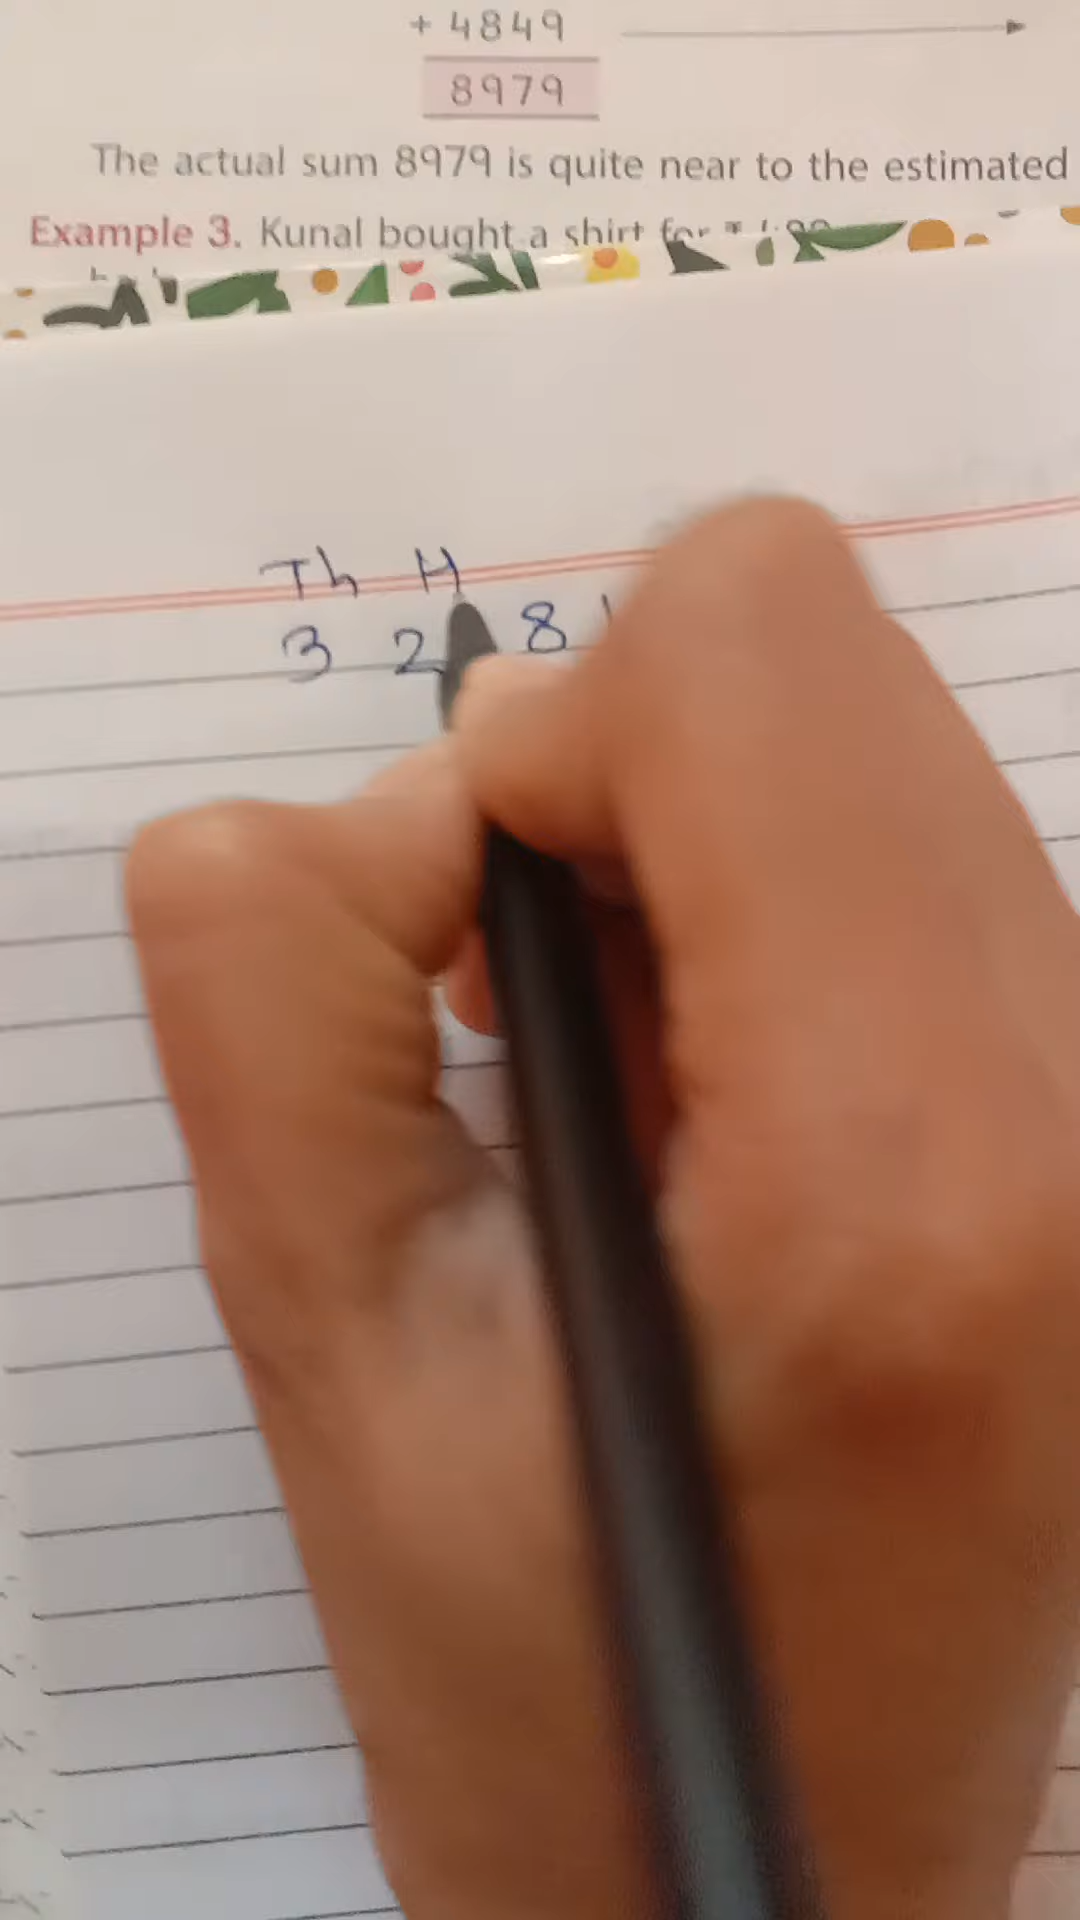 + 4849
8979
The actual sum 8979 is quite near to the estimated
Example 3. Kunal bought a shirt for ₹
Th H
3 2 8